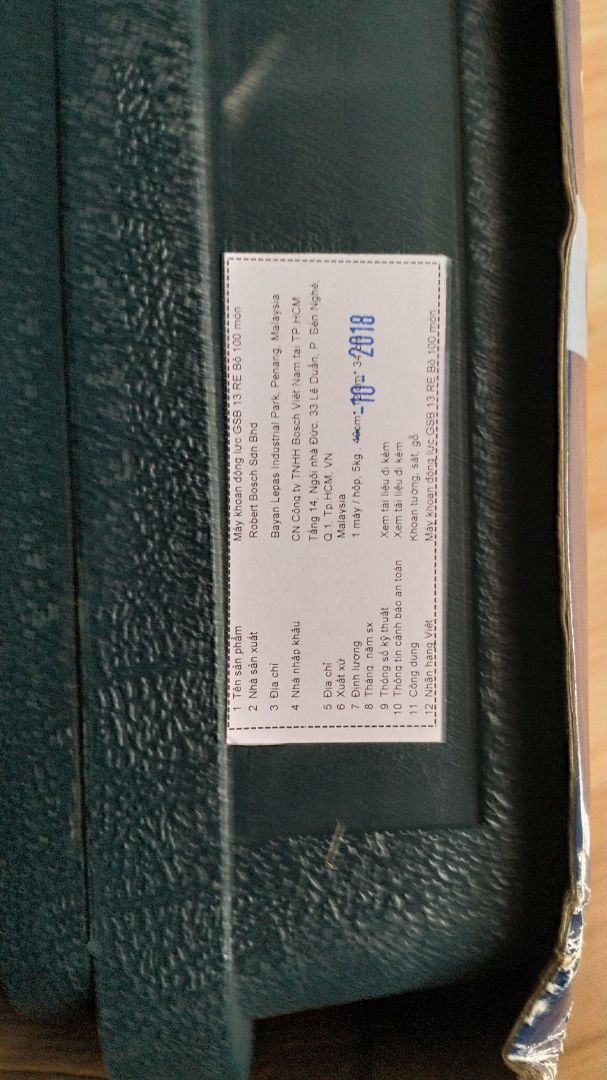 1 Tên sản phẩm Máy khoan động lực GSB 13 RE Bộ 100 món
2 Nhà sản xuất Robert Bosch Sdn Bhd
3 Địa chỉ Bayan Lepas Industrial Park, Penang, Malaysia
4 Nhà nhập khẩu CN Công ty TNHH Bosch Việt Nam tại TP.HCM
Tầng 14, Ngôi nhà Đức, 33 Lê Duẩn, P. Bến Nghé,
5 Địa chỉ Q.1, Tp.HCM, VN
6 Xuất xứ Malaysia
7 Định lượng 1 máy / hộp, 5kg,
8 Tháng, năm sx -10- 2018
9 Thông số kỹ thuật Xem tài liệu đi kèm
10 Thông tin cảnh báo an toàn Xem tài liệu đi kèm
11 Công dụng Khoan tường, sắt, gỗ
12 Nhãn hàng Việt Máy khoan động lực GSB 13 RE Bộ 100 món